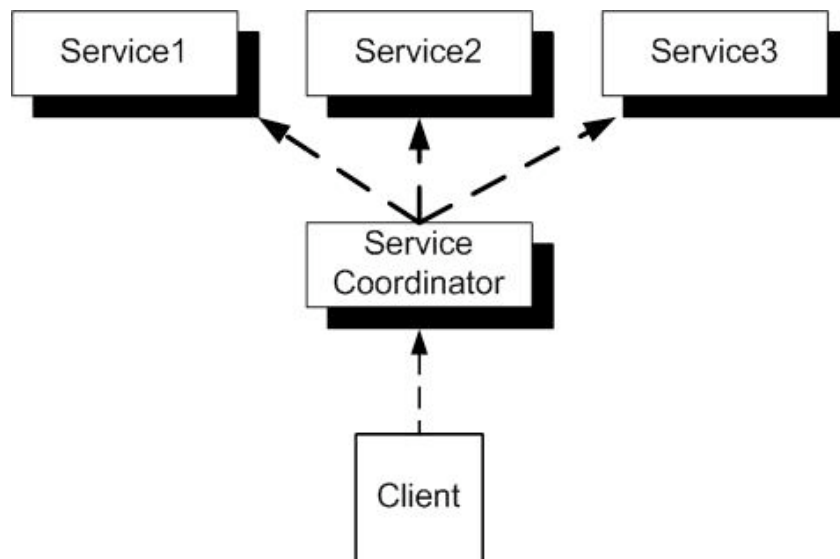 Service1
Service2
Service3
Service
Coordinator
Client